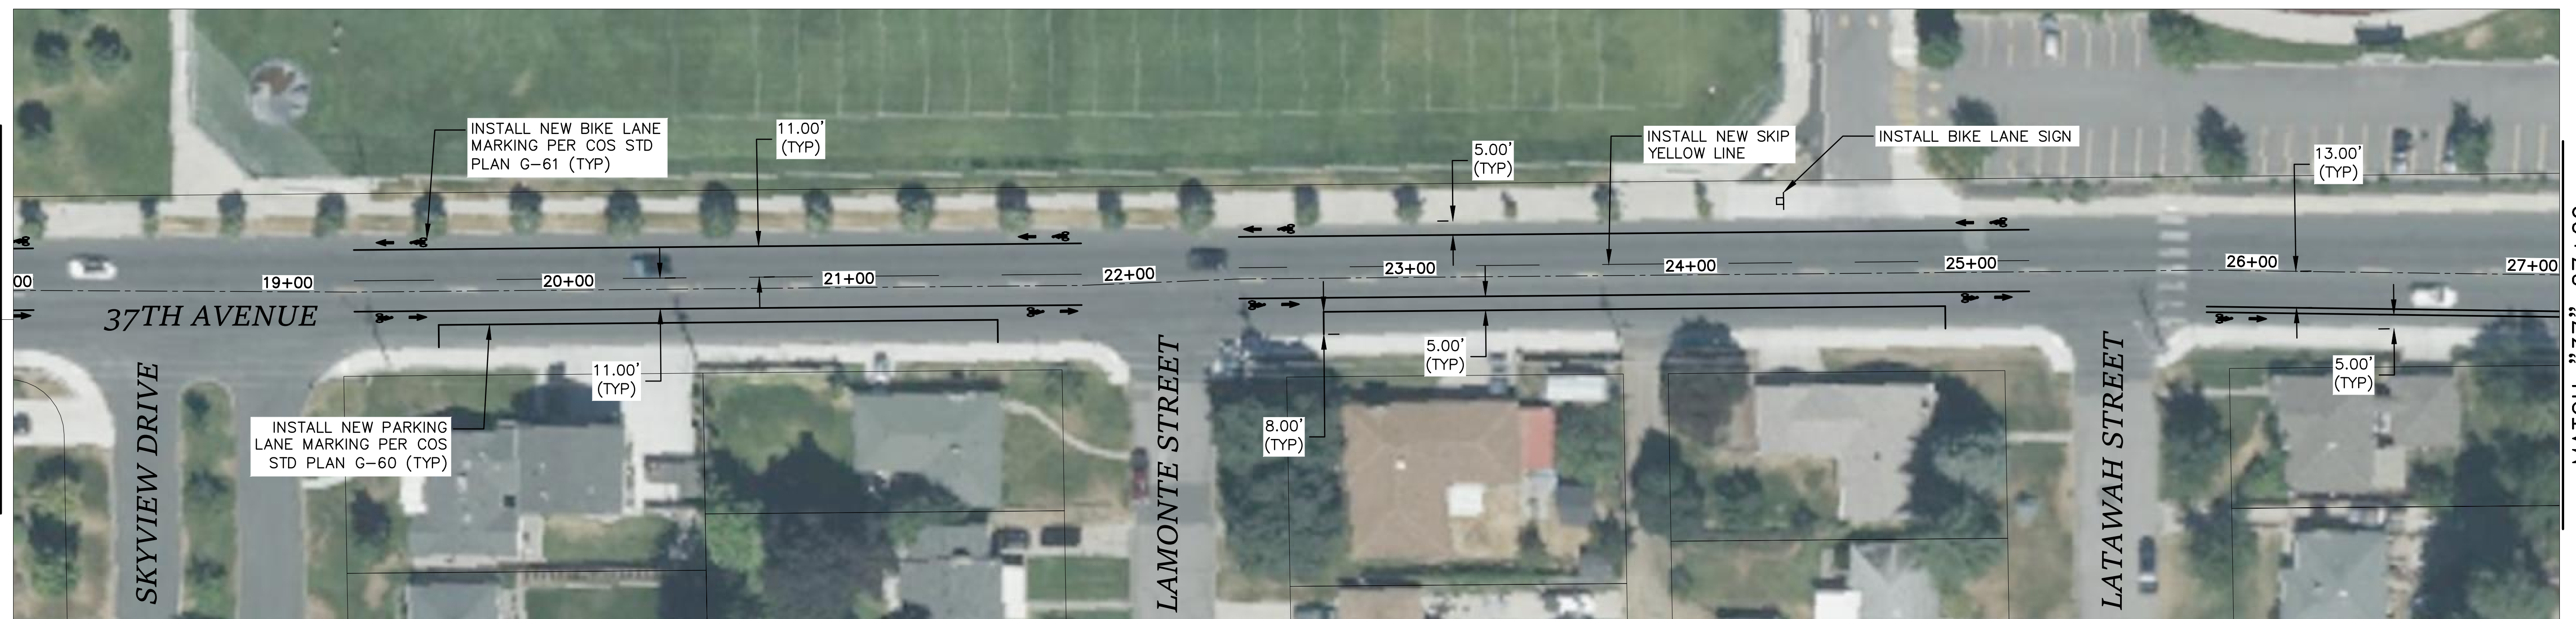 INSTALL NEW BIKE LANE
MARKING PER COS STD
PLAN G-61 (TYP)
11.00'
(TYP)
5.00'
(TYP)
INSTALL NEW SKIP
YELLOW LINE
INSTALL BIKE LANE SIGN
13.00'
(TYP)
00
19+00
20+00
21+00
22+00
23+00
24+00
25+00
26+00
27+00
37TH AVENUE
11.00'
(TYP)
5.00'
(TYP)
5.00'
(TYP)
8.00'
(TYP)
INSTALL NEW PARKING
LANE MARKING PER COS
STD PLAN G-60 (TYP)
SKYVIEW DRIVE
LAMONTE STREET
LATAWAH STREET